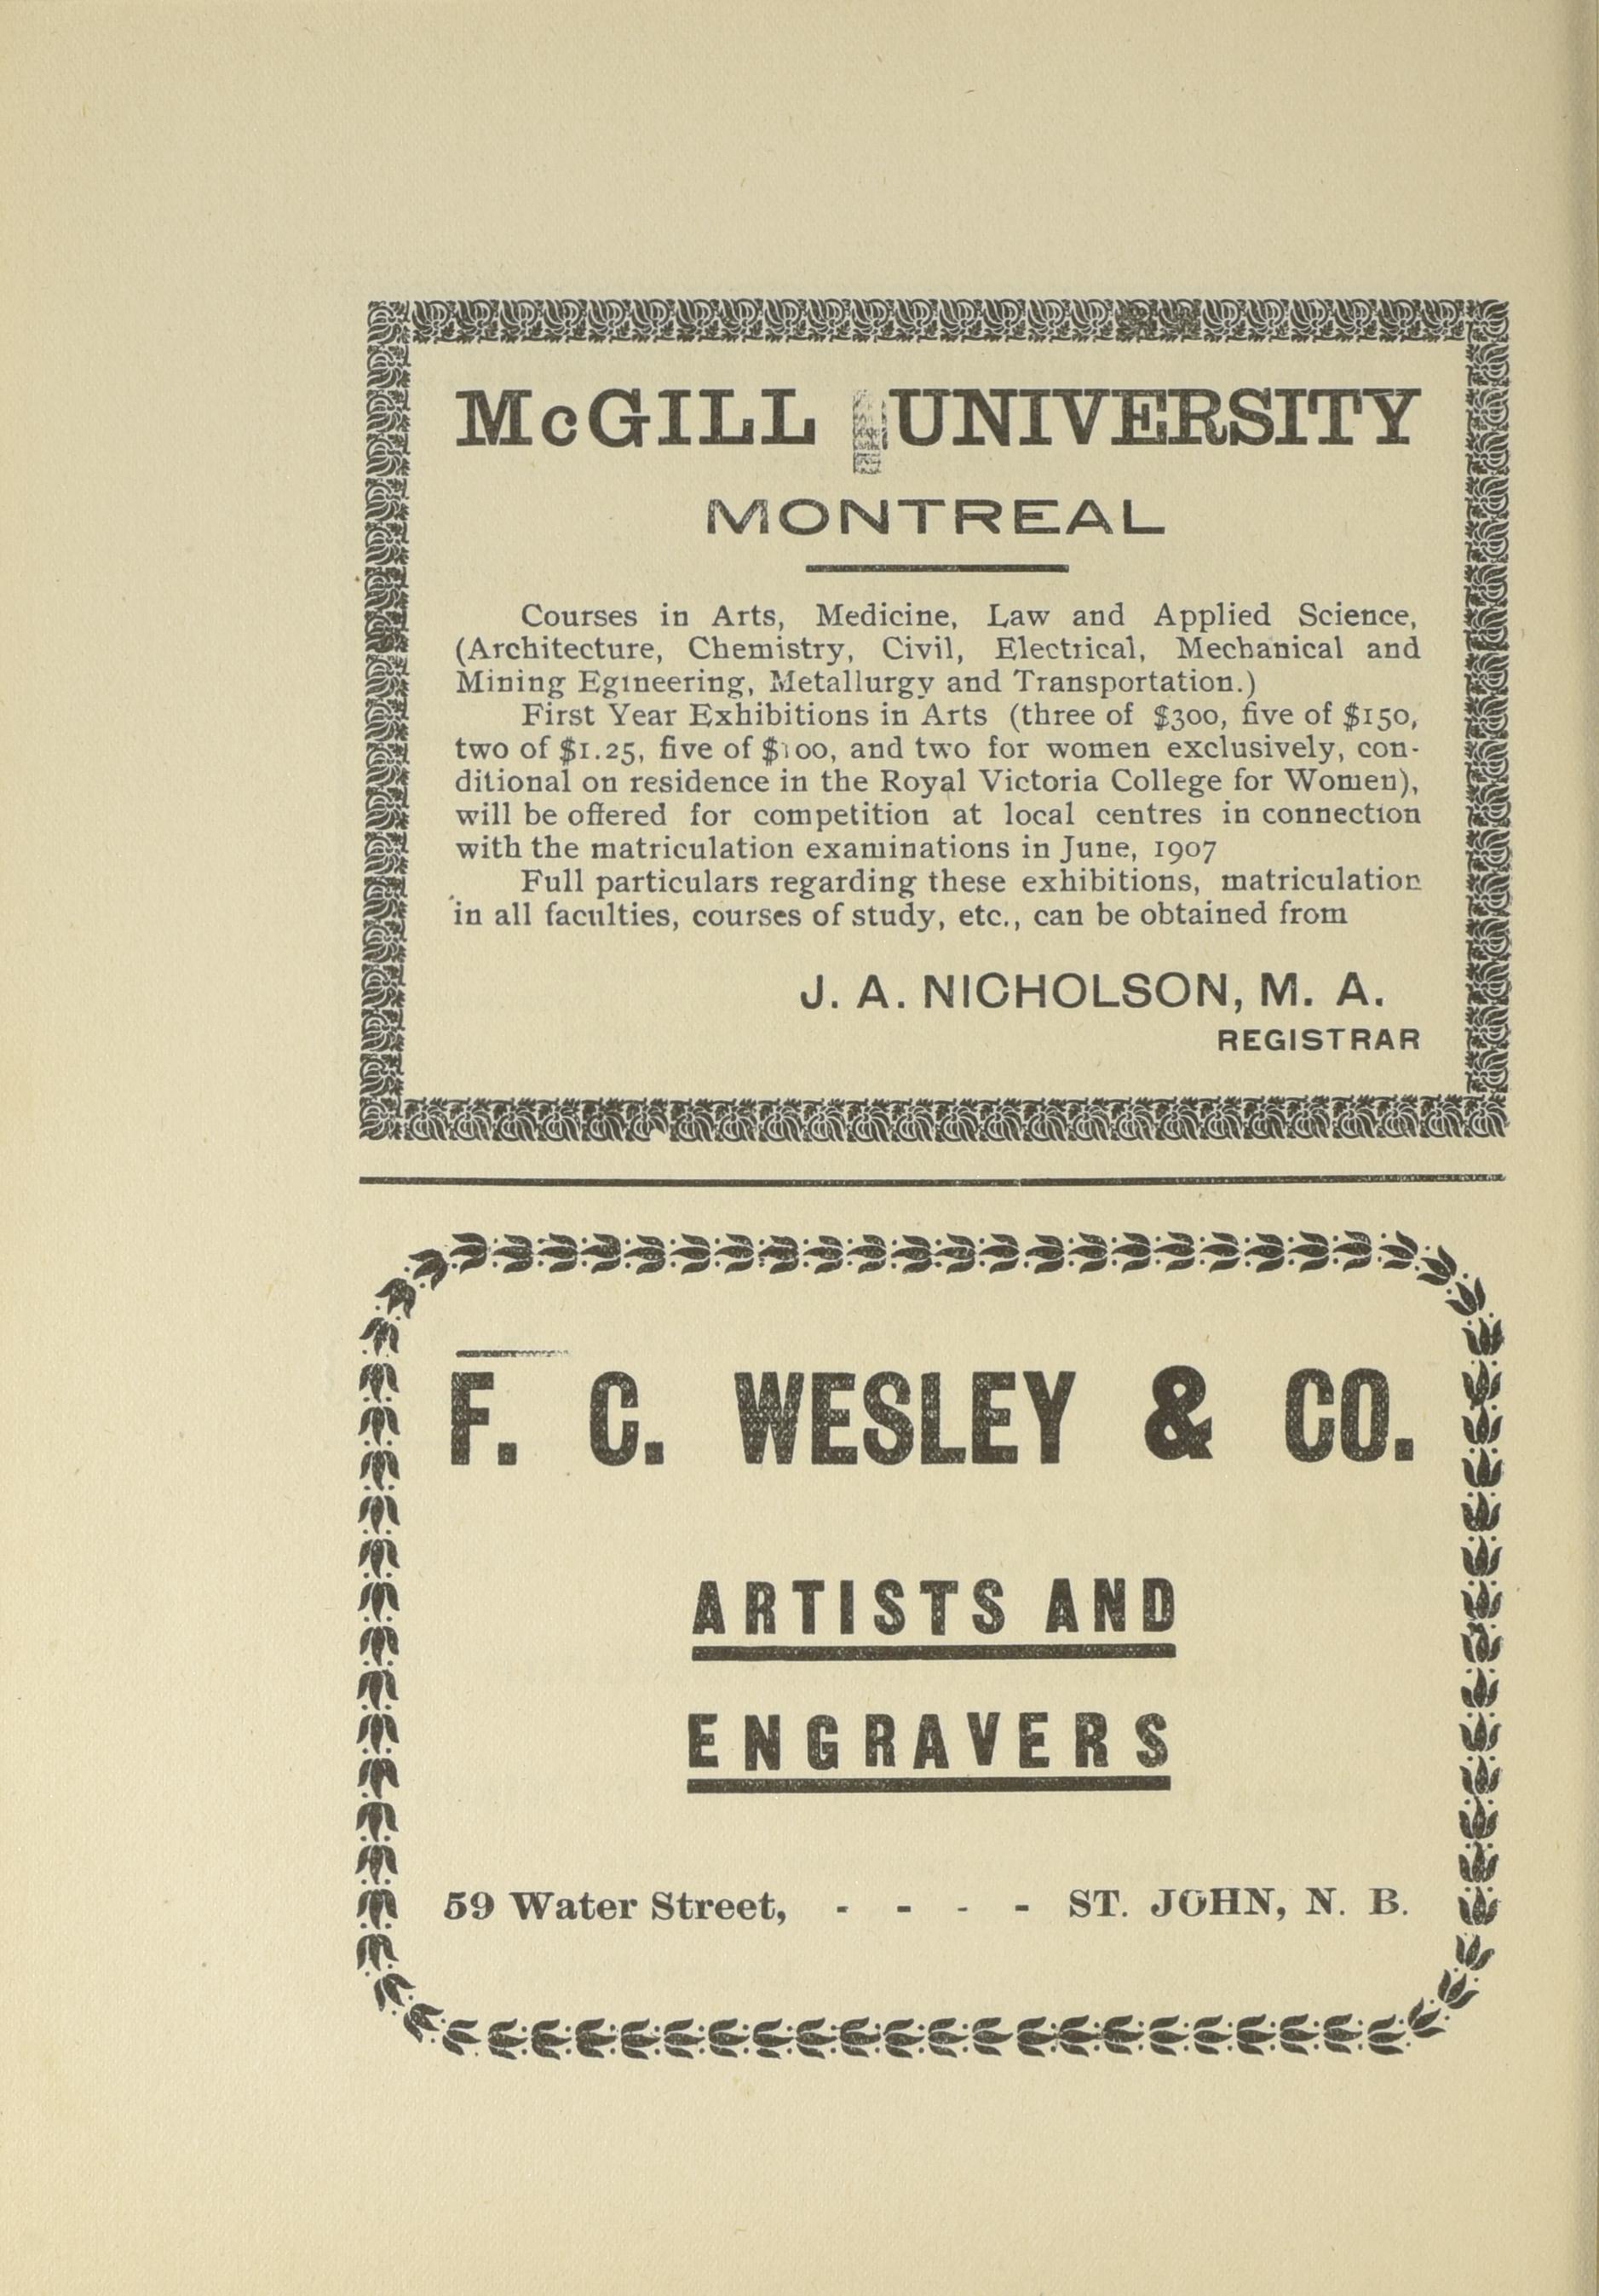 McGILL UNIVERSITY
MONTREAL
Courses in Arts, Medicine, Law and Applied Science,
(Architecture, Chemistry, Civil, Electrical, Mechanical and
Mining Egineering, Metallurgy and Transportation.)
First Year Exhibitions in Arts (three of $300, five of $150,
two of $1.25, five of $100, and two for women exclusively, con-
ditional on residence in the Royal Victoria College for Women),
will be offered for competition at local centres in connection
with the matriculation examinations in June, 1907
Full particulars regarding these exhibitions, matriculation
in all faculties, courses of study, etc., can be obtained from
J. A. NICHOLSON, M. A.
REGISTRAR
F. C. WESLEY & CO.
ARTISTS AND
ENGRAVERS
59 Water Street, - - - - ST. JOHN, N. B.